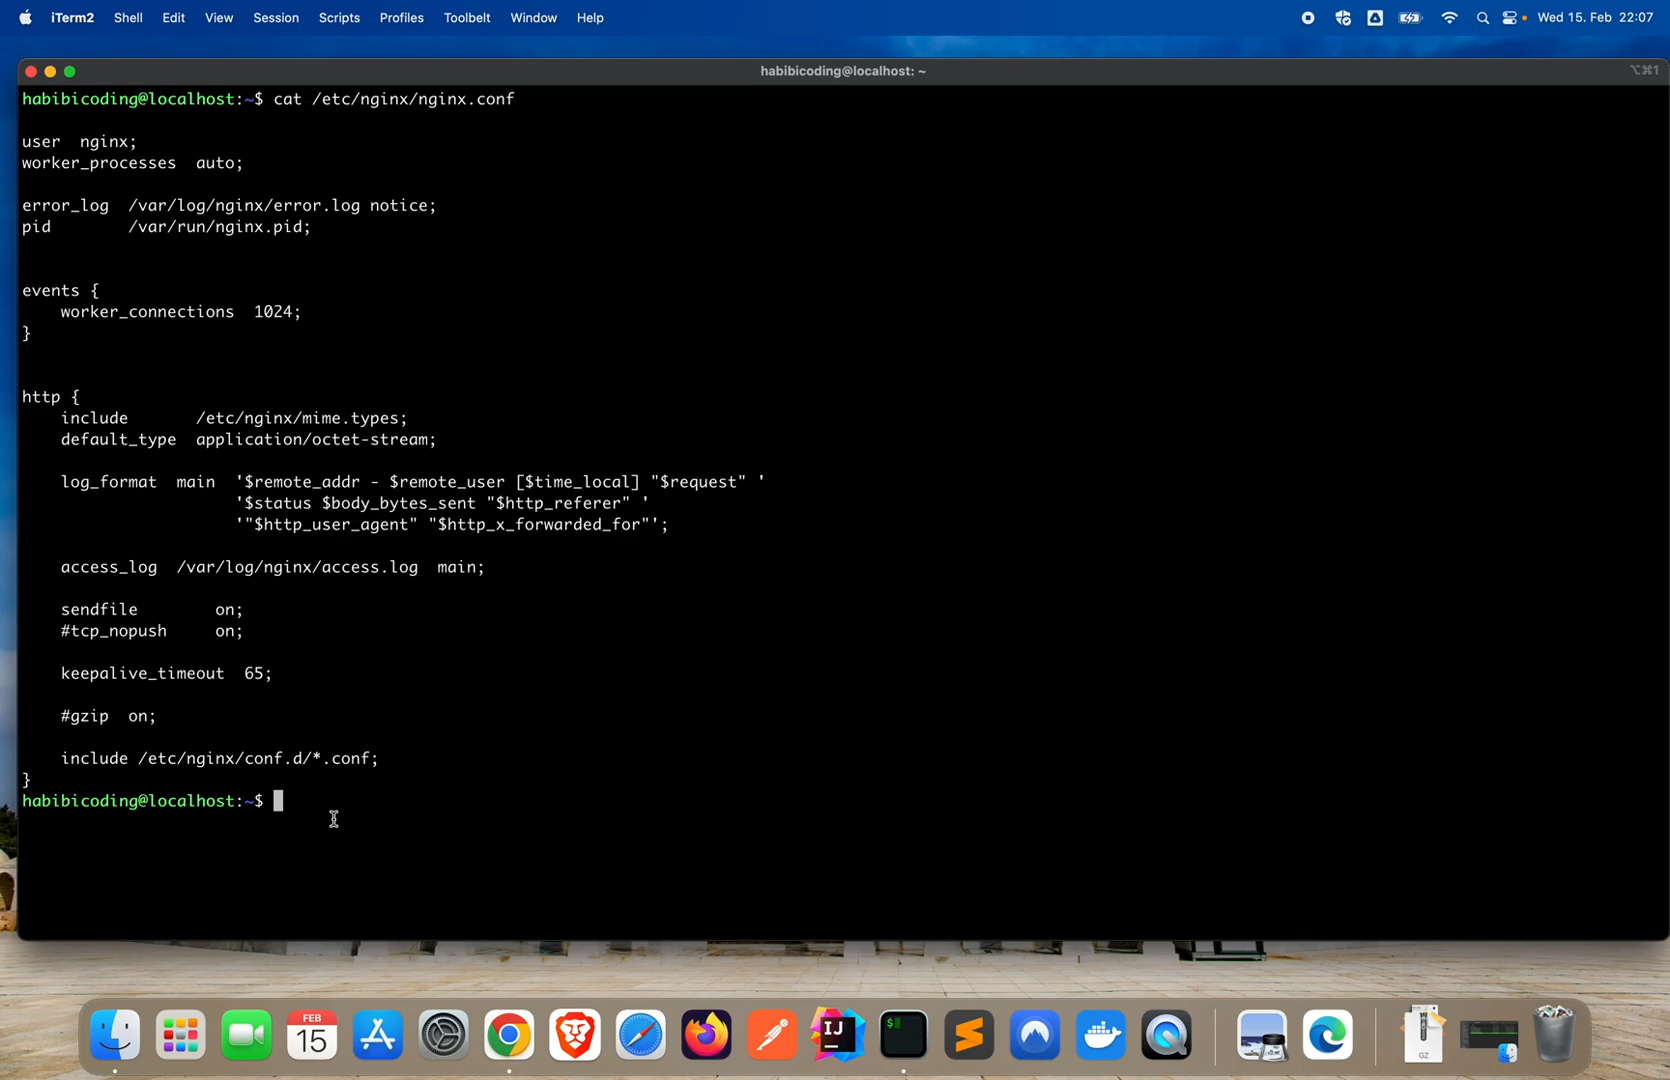 iTerm2 Shell Edit View Session Scripts Profiles Toolbelt Window Help Wed 15. Feb 22:07
habibicoding@localhost: ~ ⌥⌘1
habibicoding@localhost:~$ cat /etc/nginx/nginx.conf
user  nginx;
worker_processes  auto;
error_log  /var/log/nginx/error.log notice;
pid        /var/run/nginx.pid;
events {
    worker_connections  1024;
}
http {
    include       /etc/nginx/mime.types;
    default_type  application/octet-stream;
    log_format  main  '$remote_addr - $remote_user [$time_local] "$request" '
                      '$status $body_bytes_sent "$http_referer" '
                      '"$http_user_agent" "$http_x_forwarded_for"';
    access_log  /var/log/nginx/access.log  main;
    sendfile        on;
    #tcp_nopush     on;
    keepalive_timeout  65;
    #gzip  on;
    include /etc/nginx/conf.d/*.conf;
}
habibicoding@localhost:~$
FEB
15
IJ
$
GZ